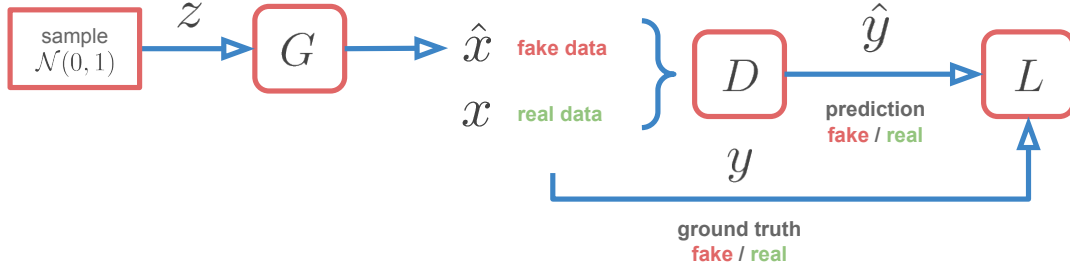 sample
𝒩(0, 1)
z
G
x̂ fake data
x real data
D
ŷ
prediction
fake / real
L
y
ground truth
fake / real